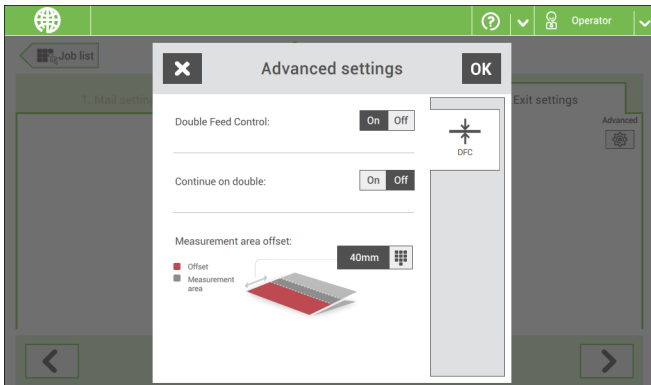 ? Operator
Job list
Advanced settings
OK
1. Mail settin
Exit settings
Advanced
Double Feed Control:
On Off
DFC
Continue on double:
On Off
Measurement area offset:
40mm
Offset
Measurement
area